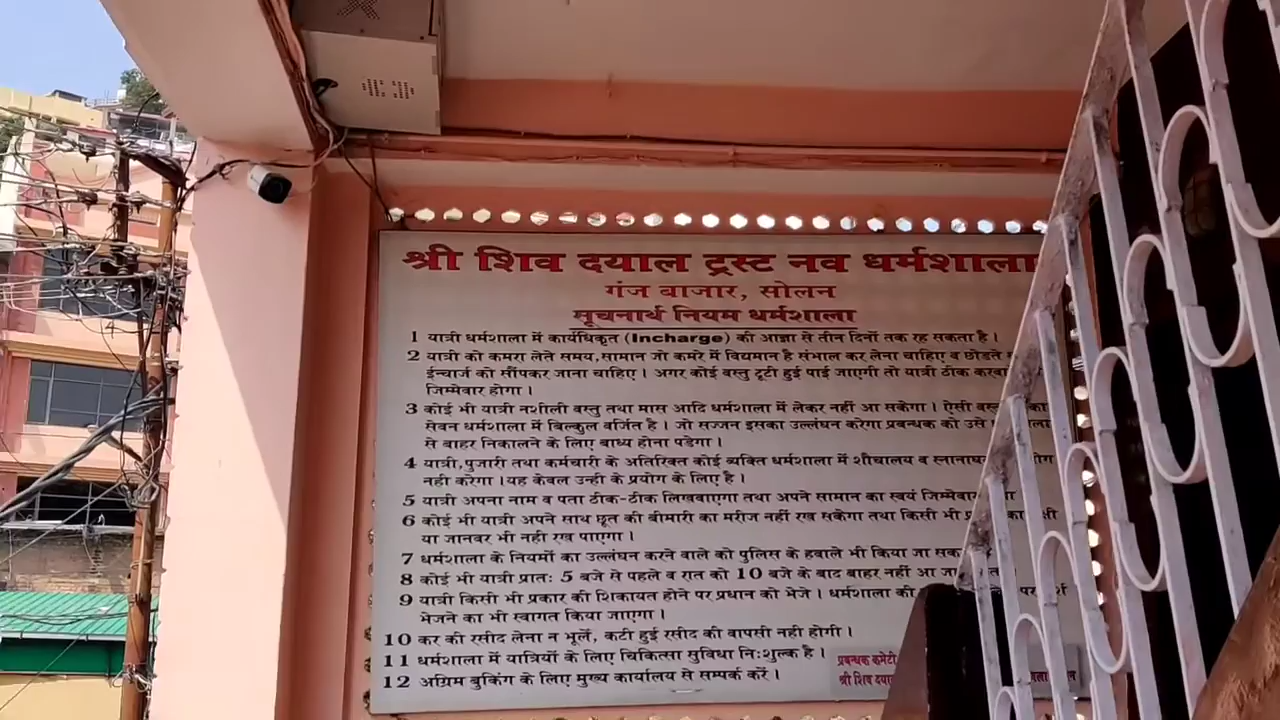 श्री शिव दयाल ट्रस्ट नव धर्मशाला
गंज बाजार, सोलन
सूचनार्थ नियम धर्मशाला
1 यात्री धर्मशाला में कार्याधिकृत (Incharge) की आज्ञा से तीन दिनों तक रह सकता है।
2 यात्री को कमरा लेते समय,सामान जो कमरे में विद्यमान है संभाल कर लेना चाहिए व छोडते
ईन्चार्ज को सौंपकर जाना चाहिए। अगर कोई वस्तु टूटी हुई पाई जाएगी तो यात्री ठीक
जिम्मेवार होगा।
3 कोई भी यात्री नशीली वस्तु तथा मास आदि धर्मशाला में लेकर नहीं आ सकेगा। ऐसी
सेवन धर्मशाला में बिल्कुल वर्जित है। जो सज्जन इसका उल्लंघन करेगा प्रबन्धक को उसे
से बाहर निकालने के लिए बाध्य होना पडेगा।
4 यात्री,पुजारी तथा कर्मचारी के अतिरिक्त कोई व्यक्ति धर्मशाला में शौचालय व
नही करेगा।यह केवल उन्ही के प्रयोग के लिए है।
5 यात्री अपना नाम व पता ठीक-ठीक लिखवाएगा तथा अपने सामान का स्वयं
6 कोई भी यात्री अपने साथ छूत की बीमारी का मरीज नहीं रख सकेगा तथा किसी भी
या जानवर भी नही रख पाएगा।
7 धर्मशाला के नियमों का उल्लंघन करने वाले को पुलिस के हवाले भी किया जा
8 कोई भी यात्री प्रातः 5 बजे से पहले व रात को 10 बजे के बाद बाहर नहीं आ
9 यात्री किसी भी प्रकार की शिकायत होने पर प्रधान को भेजे। धर्मशाला की
भेजने का भी स्वागत किया जाएगा।
10 कर की रसीद लेना न भूलें, कटी हुई रसीद की वापसी नही होगी।
11 धर्मशाला में यात्रियों के लिए चिकित्सा सुविधा निःशुल्क है।
12 अग्रिम बुकिंग के लिए मुख्य कार्यालय से सम्पर्क करें।
प्रबन्धक कमेटी
श्री शिव